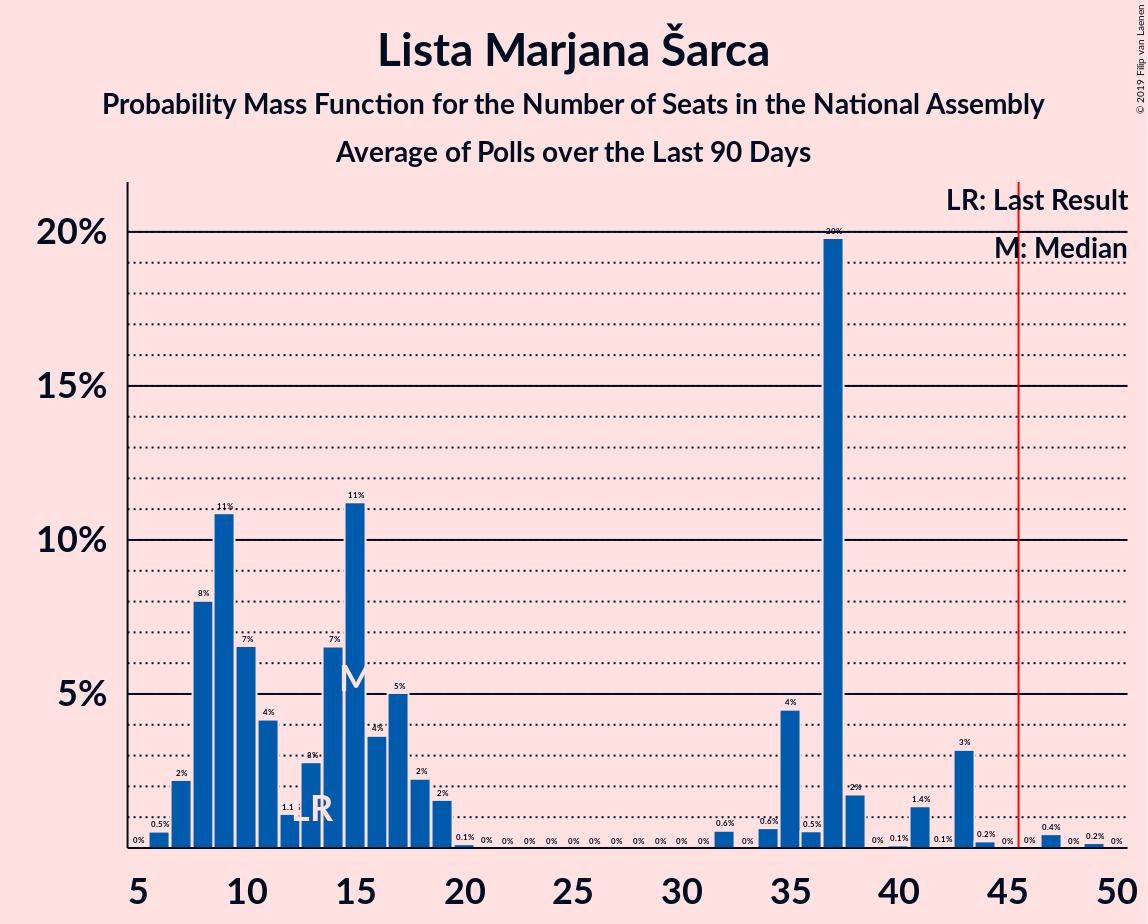 Lista Marjana Šarca
Probability Mass Function for the Number of Seats in the National Assembly
Average of Polls over the Last 90 Days
© 2019 Filip van Laenen
LR: Last Result
M: Median
20%
15%
10%
5%
0% 0.5% 2% 8% 11% 7% 4% 1.1% 3% 7% 11% 4% 5% 2% 2% 0.1% 0% 0% 0% 0% 0% 0% 0% 0% 0% 0% 0% 0.6% 0% 0.6% 4% 0.5% 20% 2% 0% 0.1% 1.4% 0.1% 3% 0.2% 0% 0% 0.4% 0% 0.2% 0%
M
LR
5 10 15 20 25 30 35 40 45 50